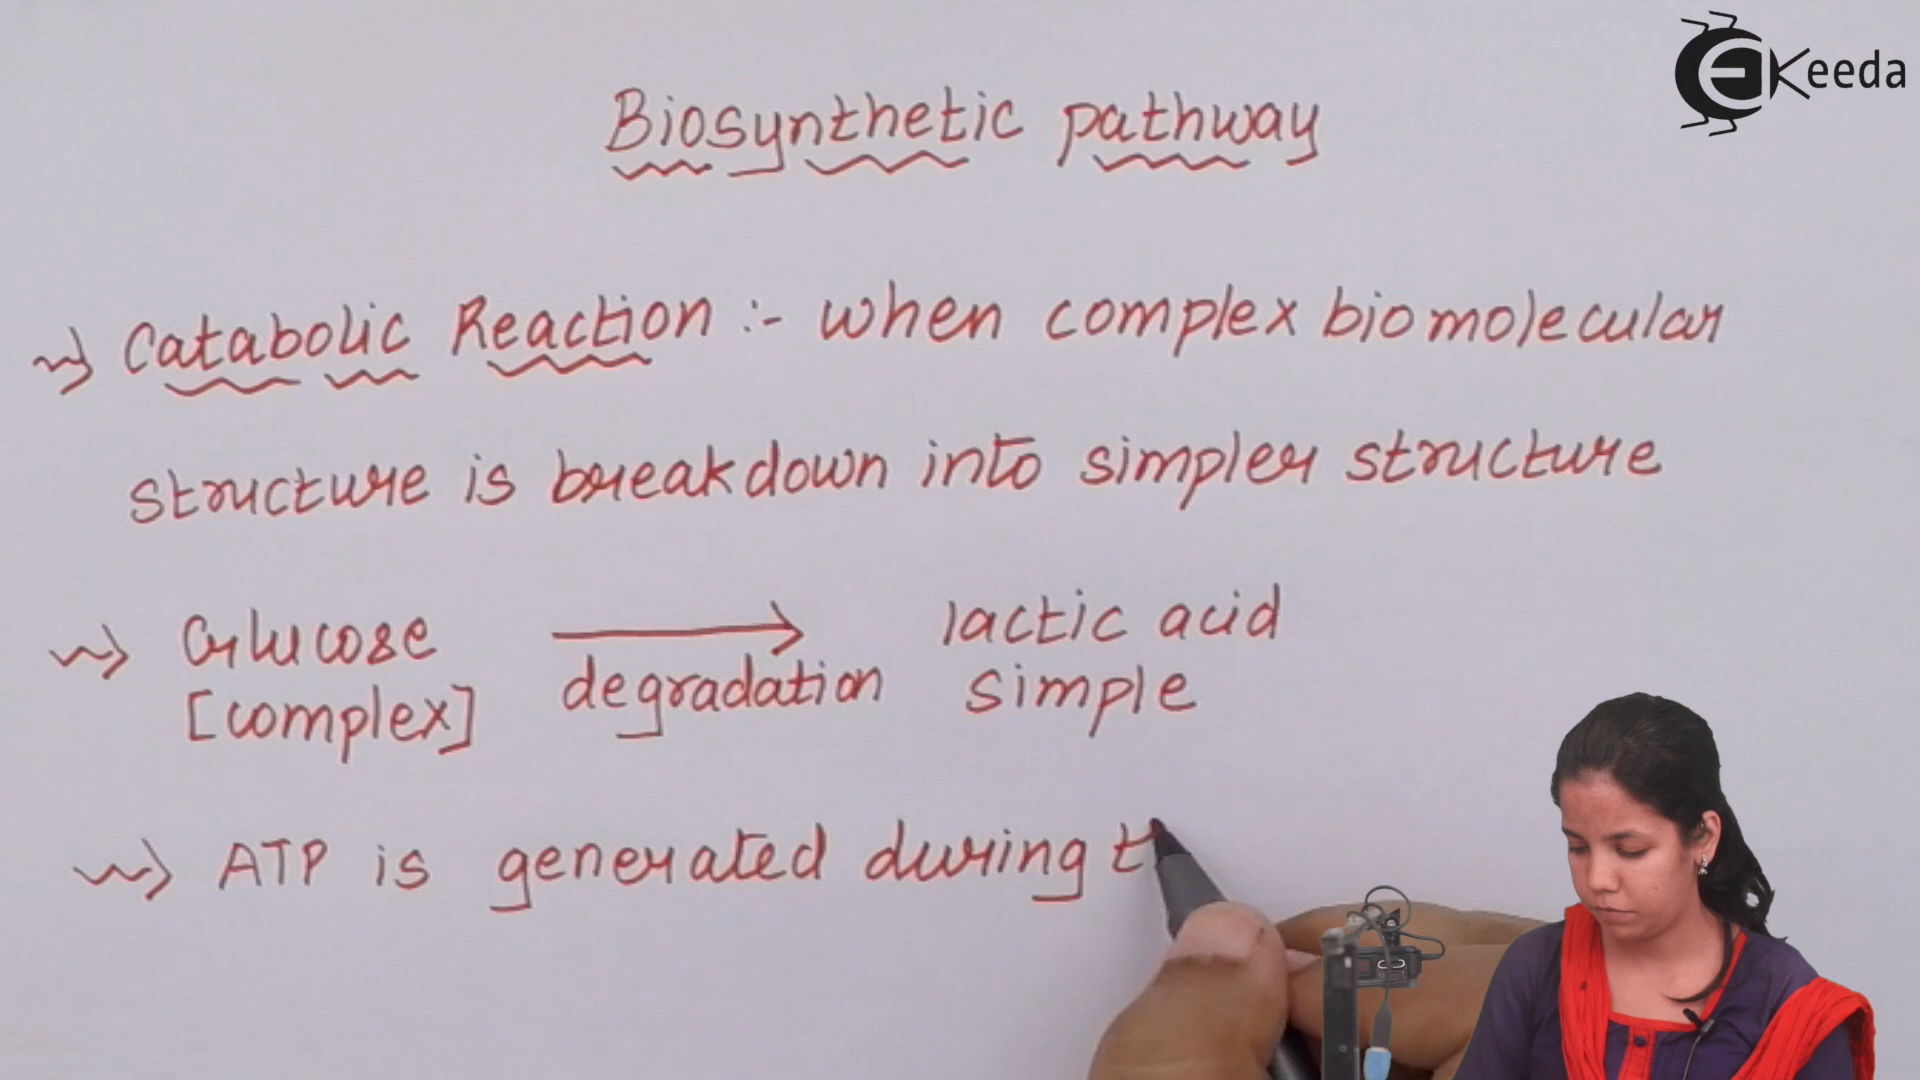 EKeeda
Biosynthetic pathway
Catabolic Reaction :- when complex biomolecular
structure is breakdown into simpler structure
Glucose → lactic acid
[complex] degradation simple
ATP is generated during t